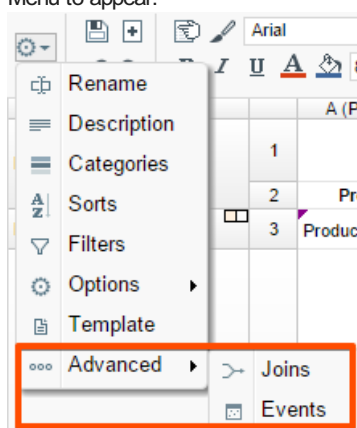 Menu to appear.
Arial
I U A
A (P
Rename
Description
1
Categories
2 Pr
Sorts
3 Produc
Filters
Options
Template
Advanced
Joins
Events